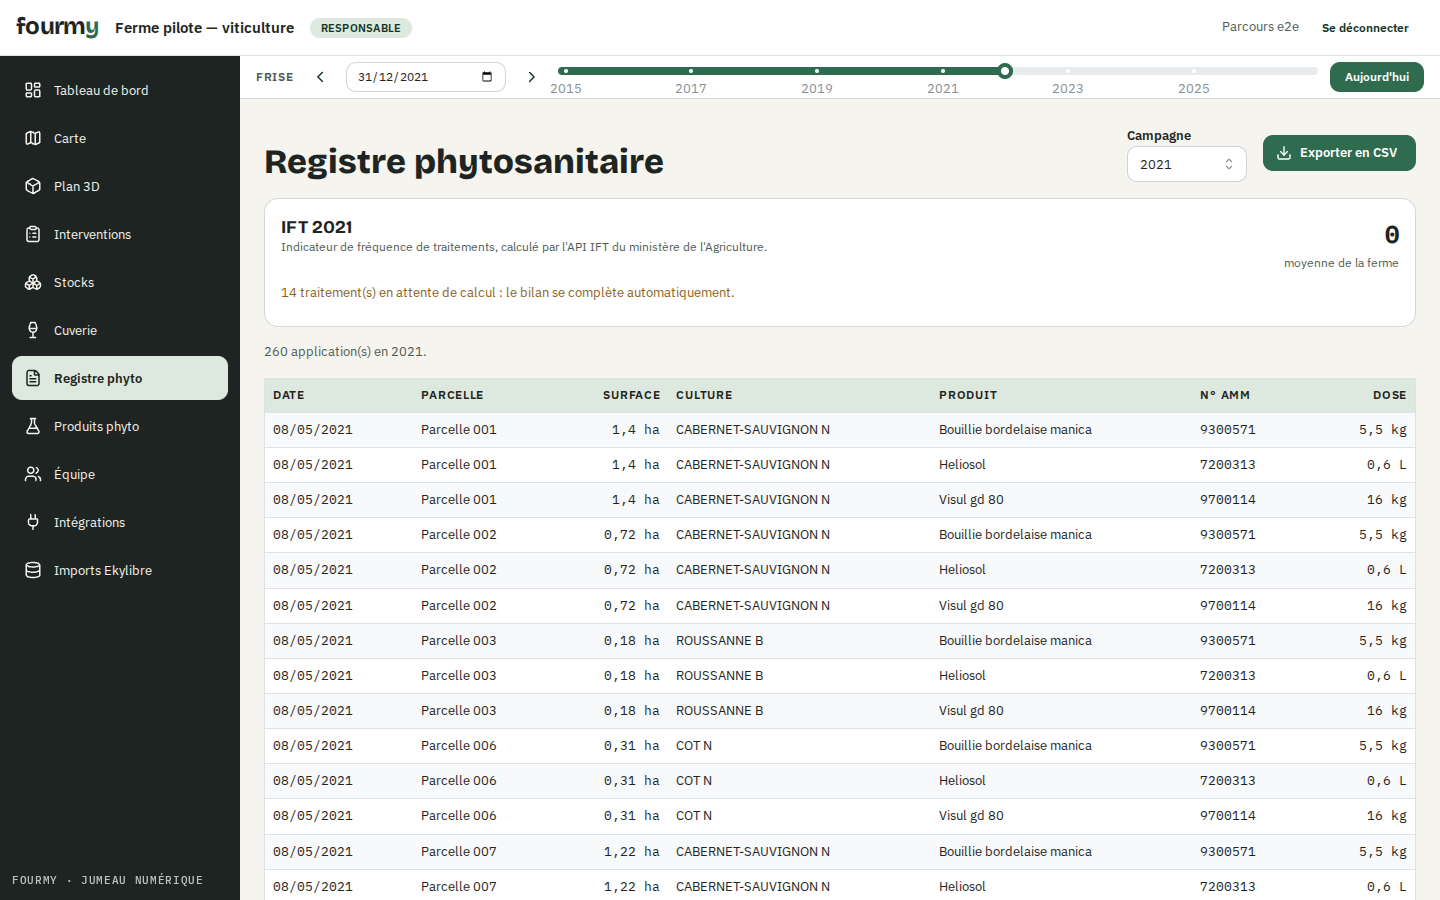 fourmy Ferme pilote — viticulture RESPONSABLE Parcours e2e Se déconnecter
FRISE 31/12/2021 2015 2017 2019 2021 2023 2025 Aujourd'hui
Tableau de bord
Carte
Plan 3D
Interventions
Stocks
Cuverie
Registre phyto
Produits phyto
Équipe
Intégrations
Imports Ekylibre
FOURMY · JUMEAU NUMÉRIQUE
Registre phytosanitaire
Campagne
2021
Exporter en CSV
IFT 2021
Indicateur de fréquence de traitements, calculé par l'API IFT du ministère de l'Agriculture.
0
moyenne de la ferme
14 traitement(s) en attente de calcul : le bilan se complète automatiquement.
260 application(s) en 2021.
DATE PARCELLE SURFACE CULTURE PRODUIT N° AMM DOSE
08/05/2021 Parcelle 001 1,4 ha CABERNET-SAUVIGNON N Bouillie bordelaise manica 9300571 5,5 kg
08/05/2021 Parcelle 001 1,4 ha CABERNET-SAUVIGNON N Heliosol 7200313 0,6 L
08/05/2021 Parcelle 001 1,4 ha CABERNET-SAUVIGNON N Visul gd 80 9700114 16 kg
08/05/2021 Parcelle 002 0,72 ha CABERNET-SAUVIGNON N Bouillie bordelaise manica 9300571 5,5 kg
08/05/2021 Parcelle 002 0,72 ha CABERNET-SAUVIGNON N Heliosol 7200313 0,6 L
08/05/2021 Parcelle 002 0,72 ha CABERNET-SAUVIGNON N Visul gd 80 9700114 16 kg
08/05/2021 Parcelle 003 0,18 ha ROUSSANNE B Bouillie bordelaise manica 9300571 5,5 kg
08/05/2021 Parcelle 003 0,18 ha ROUSSANNE B Heliosol 7200313 0,6 L
08/05/2021 Parcelle 003 0,18 ha ROUSSANNE B Visul gd 80 9700114 16 kg
08/05/2021 Parcelle 006 0,31 ha COT N Bouillie bordelaise manica 9300571 5,5 kg
08/05/2021 Parcelle 006 0,31 ha COT N Heliosol 7200313 0,6 L
08/05/2021 Parcelle 006 0,31 ha COT N Visul gd 80 9700114 16 kg
08/05/2021 Parcelle 007 1,22 ha CABERNET-SAUVIGNON N Bouillie bordelaise manica 9300571 5,5 kg
08/05/2021 Parcelle 007 1,22 ha CABERNET-SAUVIGNON N Heliosol 7200313 0,6 L